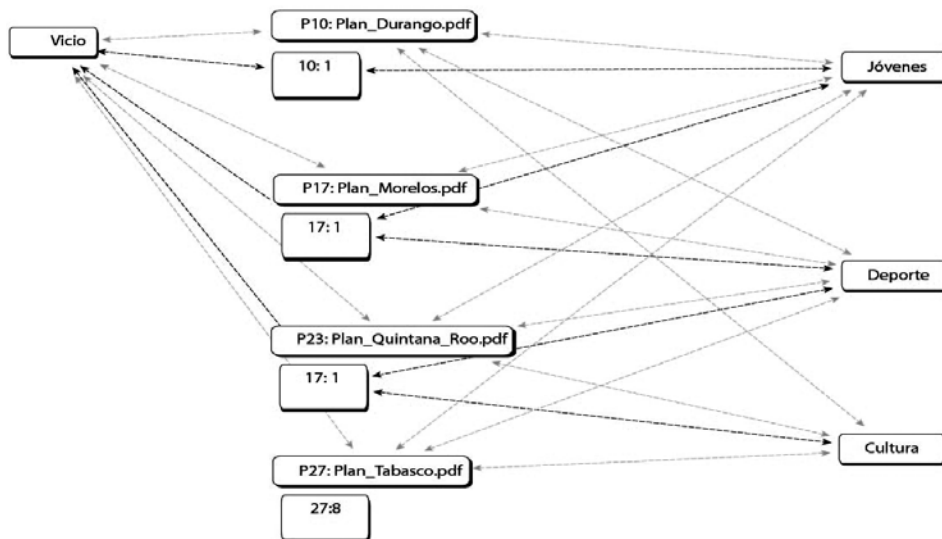 P10: Plan_Durango.pdf
Vicio
10: 1
Jóvenes
P17: Plan_Morelos.pdf
17: 1
Deporte
P23: Plan_Quintana_Roo.pdf
17: 1
Cultura
P27: Plan_Tabasco.pdf
27:8